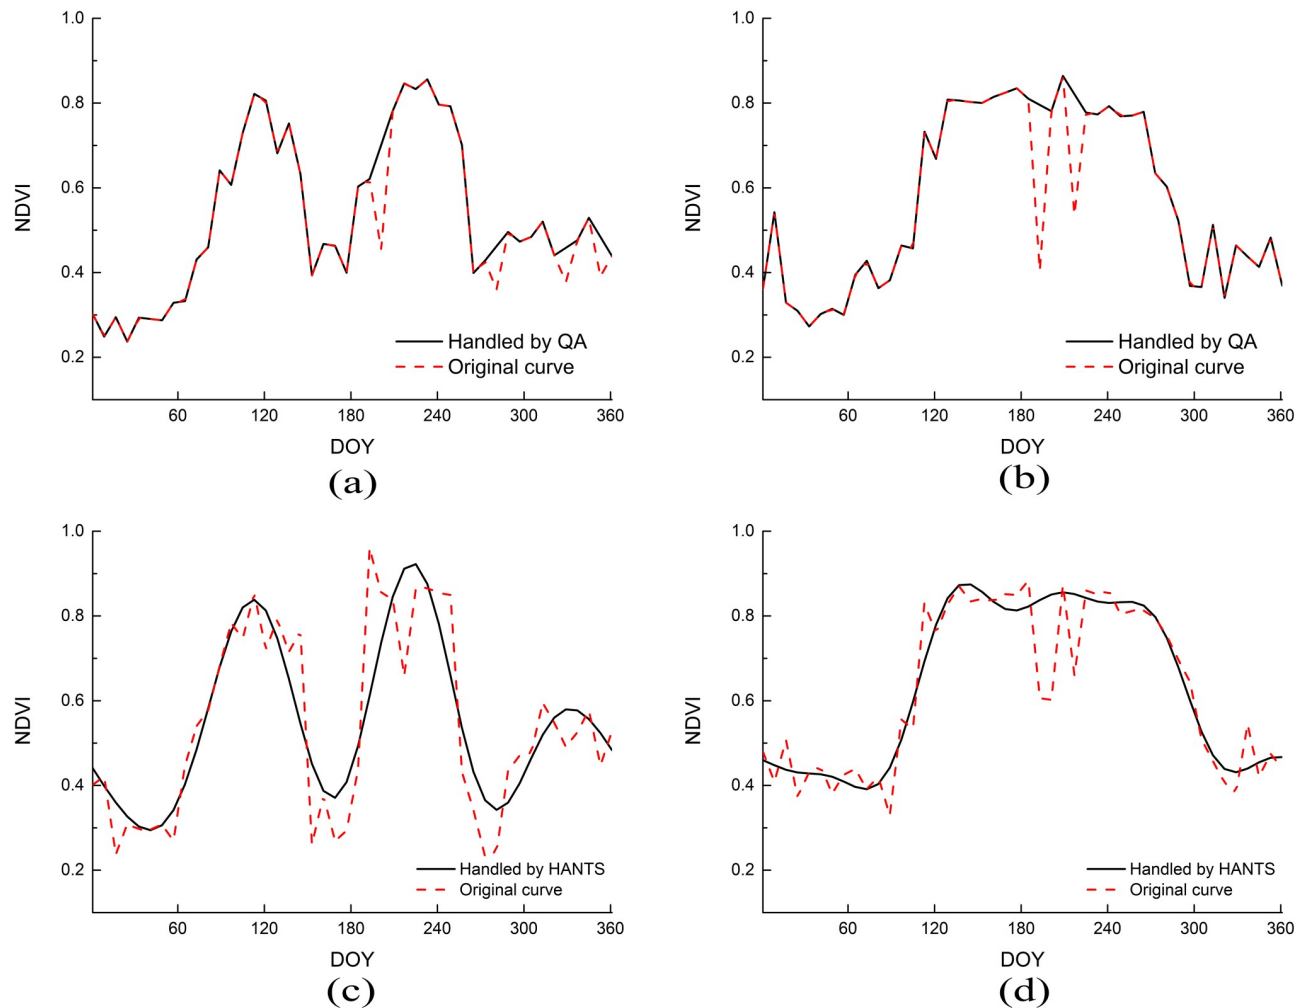 1.0
0.8
NDVI
0.6
0.4
0.2
Handled by QA
Original curve
60 120 180 240 300 360
DOY
(a)
1.0
0.8
NDVI
0.6
0.4
0.2
Handled by QA
Original curve
60 120 180 240 300 360
DOY
(b)
1.0
0.8
NDVI
0.6
0.4
0.2
Handled by HANTS
Original curve
60 120 180 240 300 360
DOY
(c)
1.0
0.8
NDVI
0.6
0.4
0.2
Handled by HANTS
Original curve
60 120 180 240 300 360
DOY
(d)